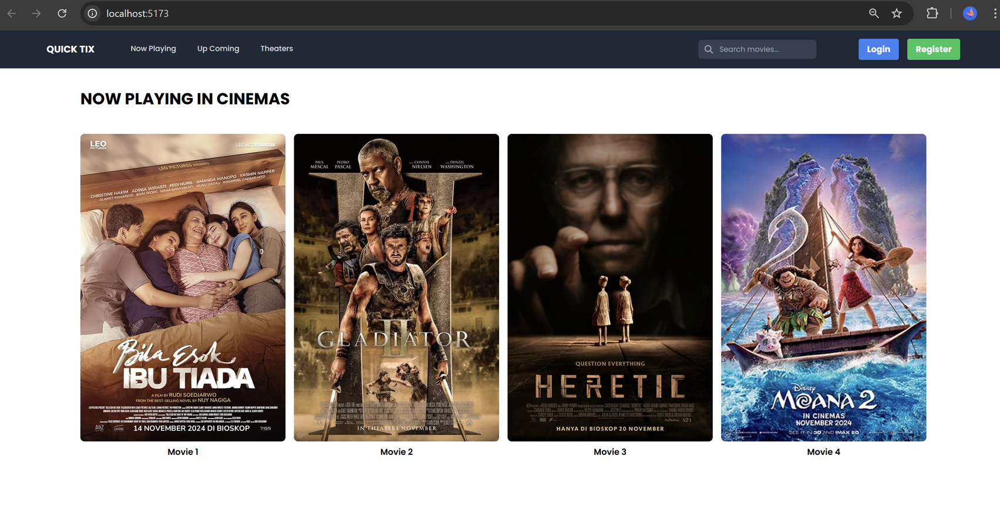 localhost:5173
QUICK TIX
Now Playing
Up Coming
Theaters
Search movies...
Login
Register
NOW PLAYING IN CINEMAS
LEO
PICTURES
LEGACY PICTURES
LEO PICTURES PRESENTS
CHRISTINE HAKIM ADINIA WIRASTI FEDI NURIL AMANDA MANOPO YASMIN NAPPER
SLAMET RAHARDJO BAIM WONG HANA SARASWATI NUNU DATAU IMMANUEL CAESAR HITO
Bila Esok
IBU TIADA
A FILM BY RUDI SOEDJARWO
FROM THE BEST-SELLING NOVEL BY NUY NAGIGA
14 NOVEMBER 2024 DI BIOSKOP
Movie 1
PAUL MESCAL
PEDRO PASCAL
CONNIE NIELSEN
DENZEL WASHINGTON
II
GLADIATOR
IN THEATERS NOVEMBER
Movie 2
QUESTION EVERYTHING
HERETIC
HANYA DI BIOSKOP 20 NOVEMBER
Movie 3
Disney
MOANA 2
IN CINEMAS
NOVEMBER 2024
SEE IT IN 3D AND IMAX 3D
Movie 4